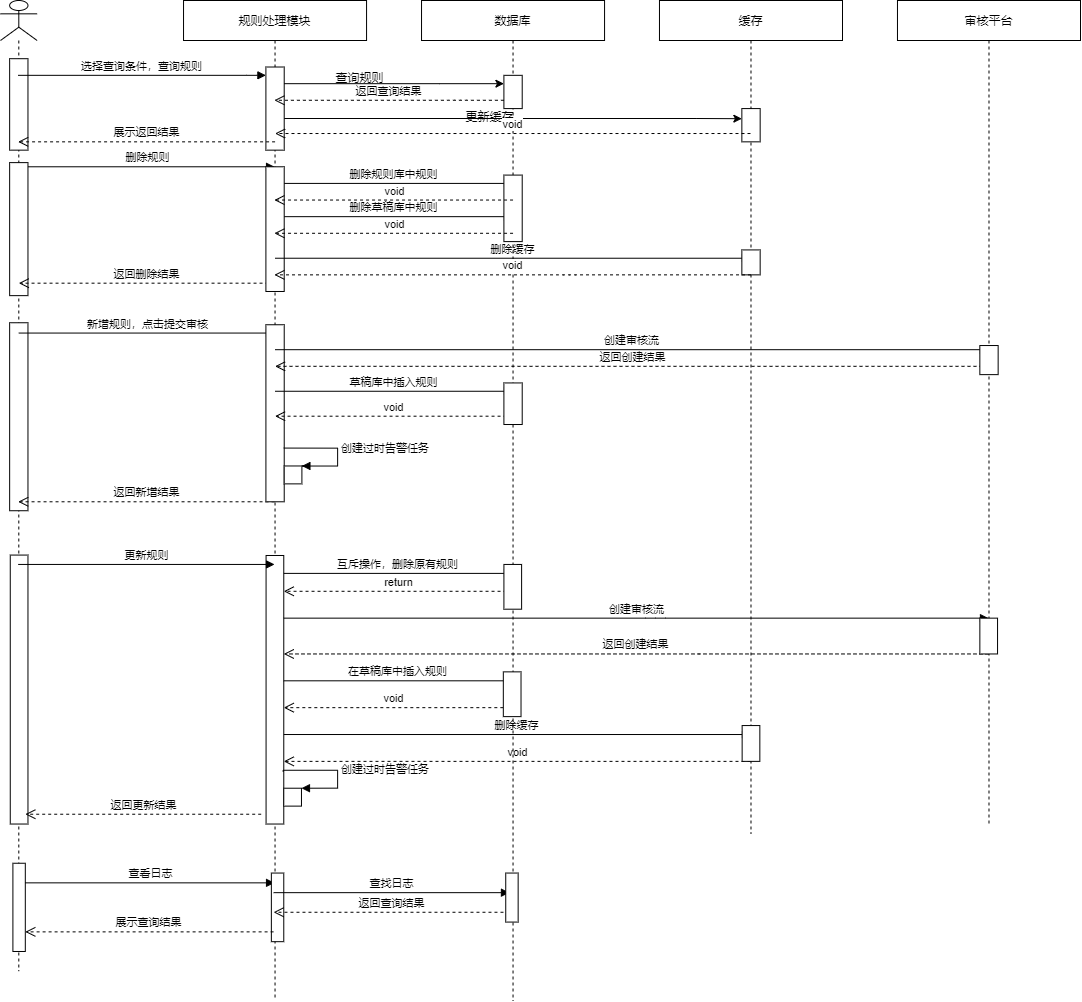 规则处理模块
数据库
缓存
审核平台
选择查询条件，查询规则
查询规则
返回查询结果
更新缓存
void
展示返回结果
删除规则
删除规则库中规则
void
删除草稿库中规则
void
删除缓存
void
返回删除结果
新增规则，点击提交审核
创建审核流
返回创建结果
草稿库中插入规则
void
创建过时告警任务
返回新增结果
更新规则
互斥操作，删除原有规则
return
创建审核流
返回创建结果
在草稿库中插入规则
void
删除缓存
void
创建过时告警任务
返回更新结果
查看日志
查找日志
返回查询结果
展示查询结果